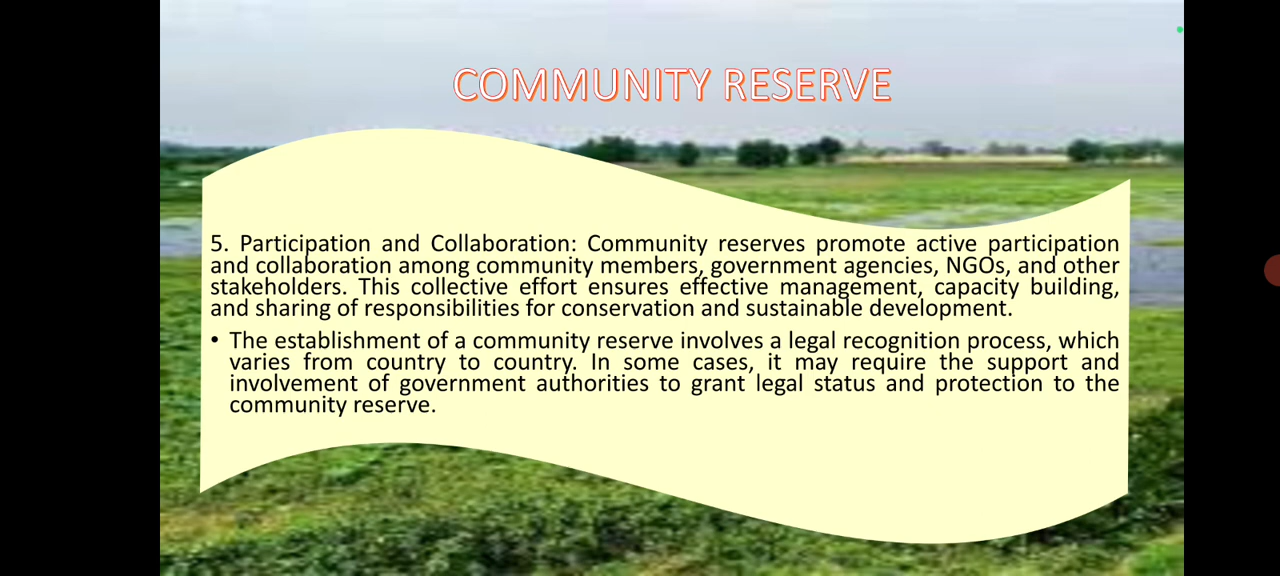 COMMUNITY RESERVE
5. Participation and Collaboration: Community reserves promote active participation
and collaboration among community members, government agencies, NGOs, and other
stakeholders. This collective effort ensures effective management, capacity building,
and sharing of responsibilities for conservation and sustainable development.
• The establishment of a community reserve involves a legal recognition process, which
varies from country to country. In some cases, it may require the support and
involvement of government authorities to grant legal status and protection to the
community reserve.